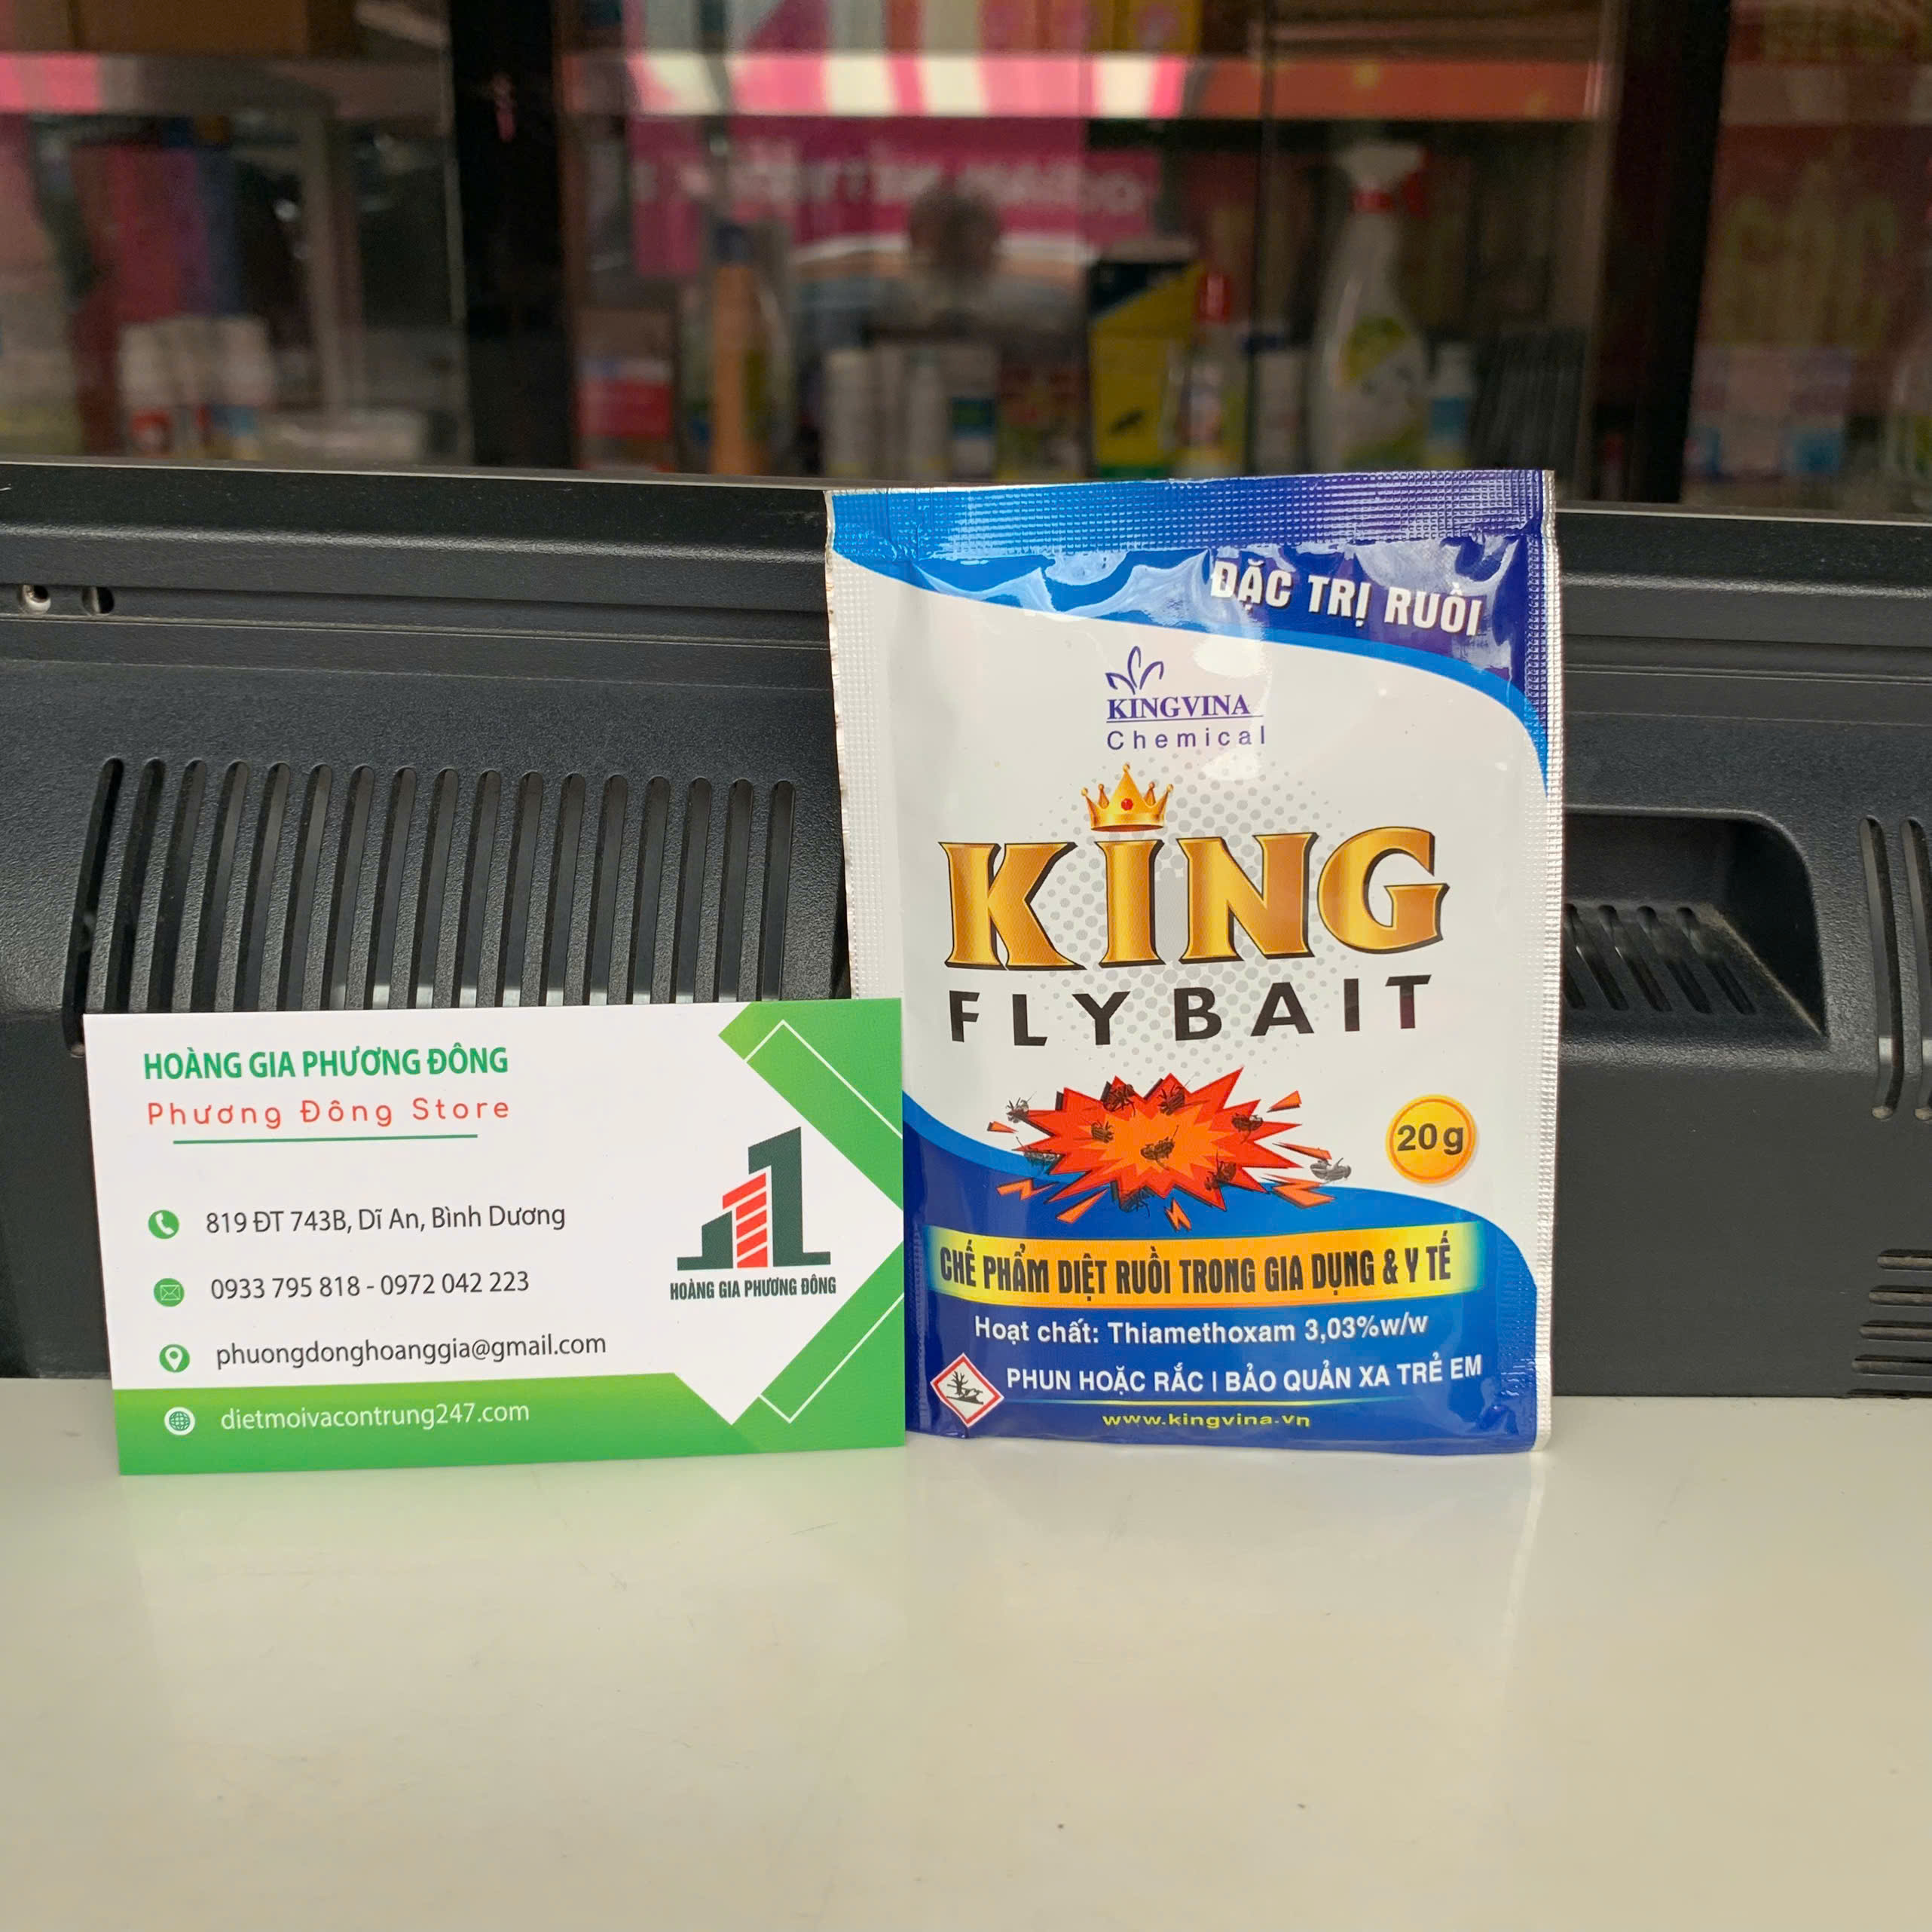 HOÀNG GIA PHƯƠNG ĐÔNG
Phương Đông Store
819 ĐT 743B, Dĩ An, Bình Dương
0933 795 818 - 0972 042 223
phuongdonghoanggia@gmail.com
dietmoivacontrung247.com
HOÀNG GIA PHƯƠNG ĐÔNG
ĐẶC TRỊ RUỒI
KINGVINA
Chemical
KING
FLYBAIT
20g
CHẾ PHẨM DIỆT RUỒI TRONG GIA DỤNG & Y TẾ
Hoạt chất: Thiamethoxam 3,03%w/w
PHUN HOẶC RẮC | BẢO QUẢN XA TRẺ EM
www.kingvina.vn